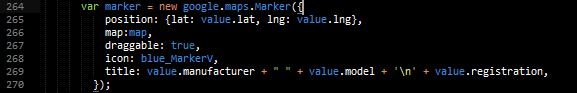 264 var marker = new google.maps.Marker({
265 position: {lat: value.lat, lng: value.lng},
266 map:map,
267 draggable: true,
268 icon: blue_MarkerV,
269 title: value.manufacturer + " " + value.model + '\n' + value.registration,
270 });